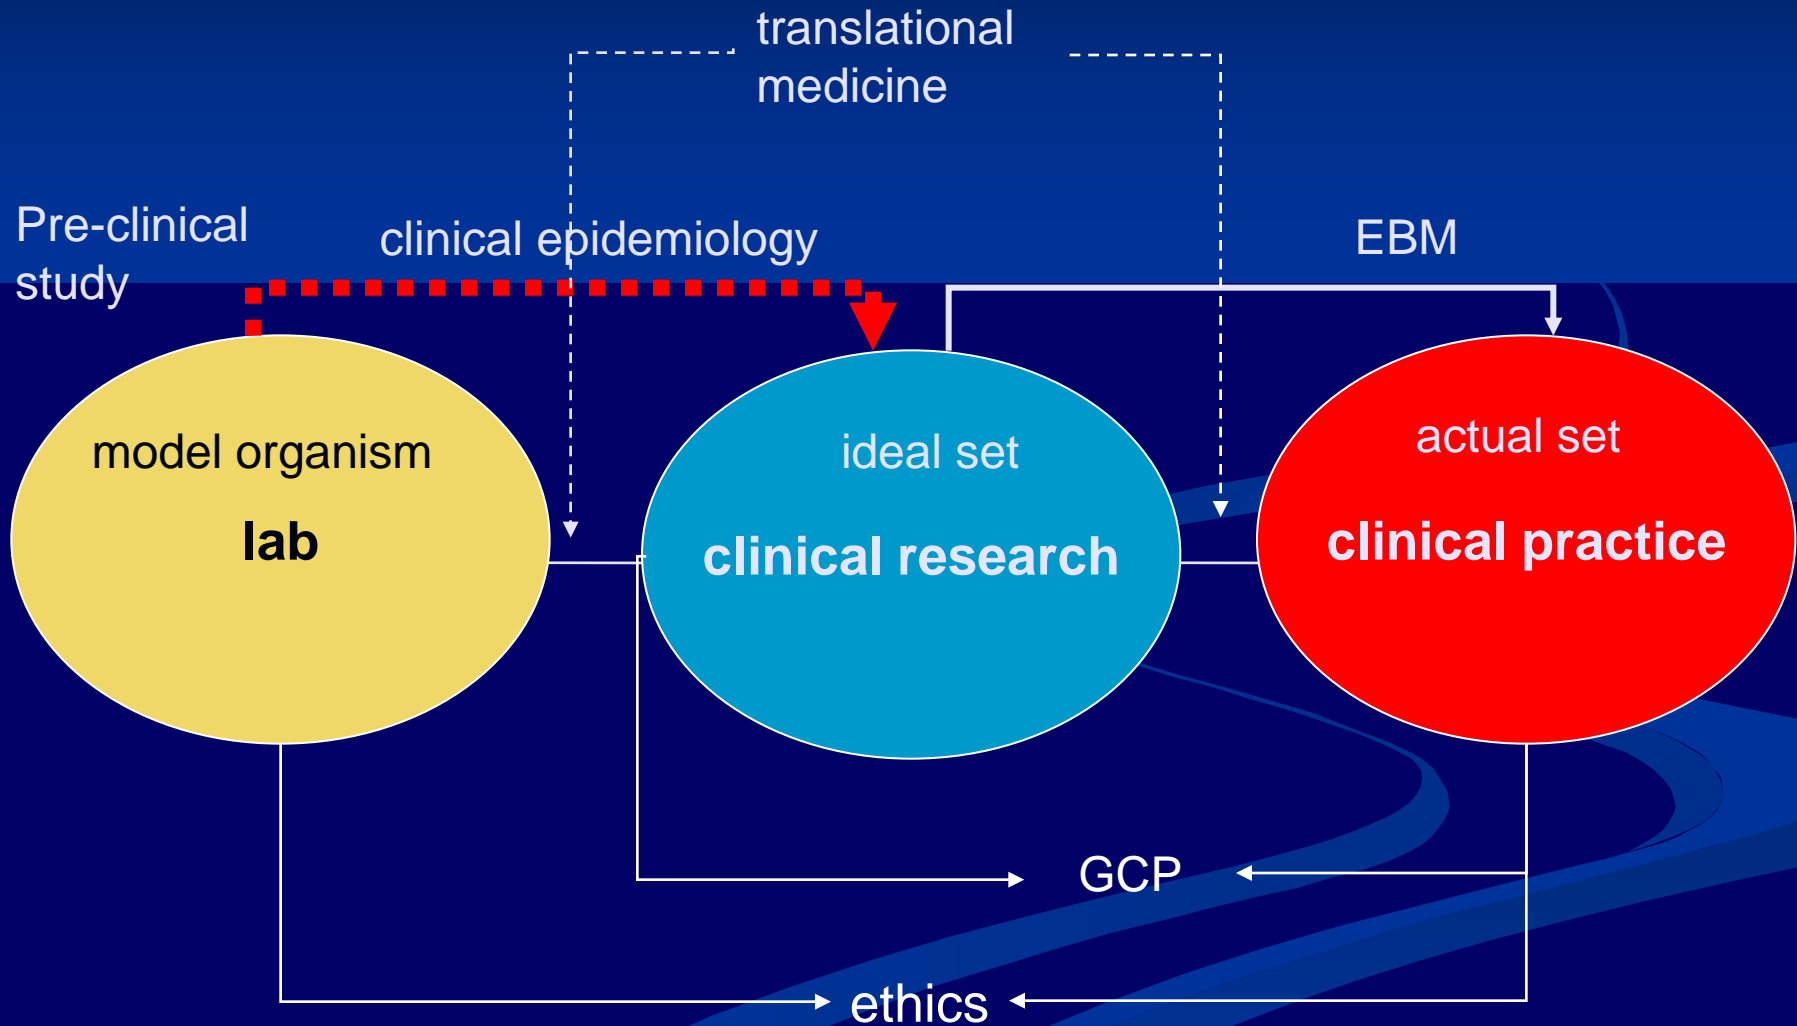 translational
medicine
Pre-clinical
study
clinical epidemiology
EBM
model organism
lab
ideal set
clinical research
actual set
clinical practice
GCP
ethics